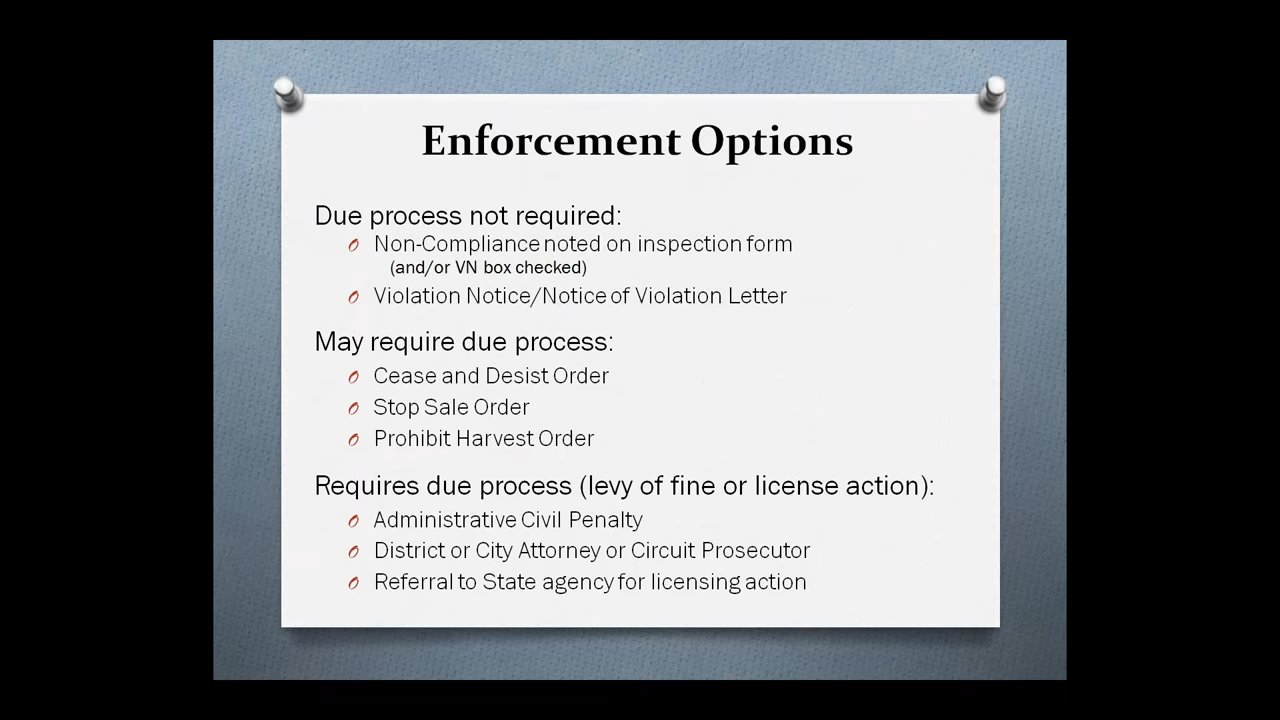 Enforcement Options
Due process not required:
Non-Compliance noted on inspection form
(and/or VN box checked)
Violation Notice/Notice of Violation Letter
May require due process:
Cease and Desist Order
Stop Sale Order
Prohibit Harvest Order
Requires due process (levy of fine or license action):
Administrative Civil Penalty
District or City Attorney or Circuit Prosecutor
Referral to State agency for licensing action